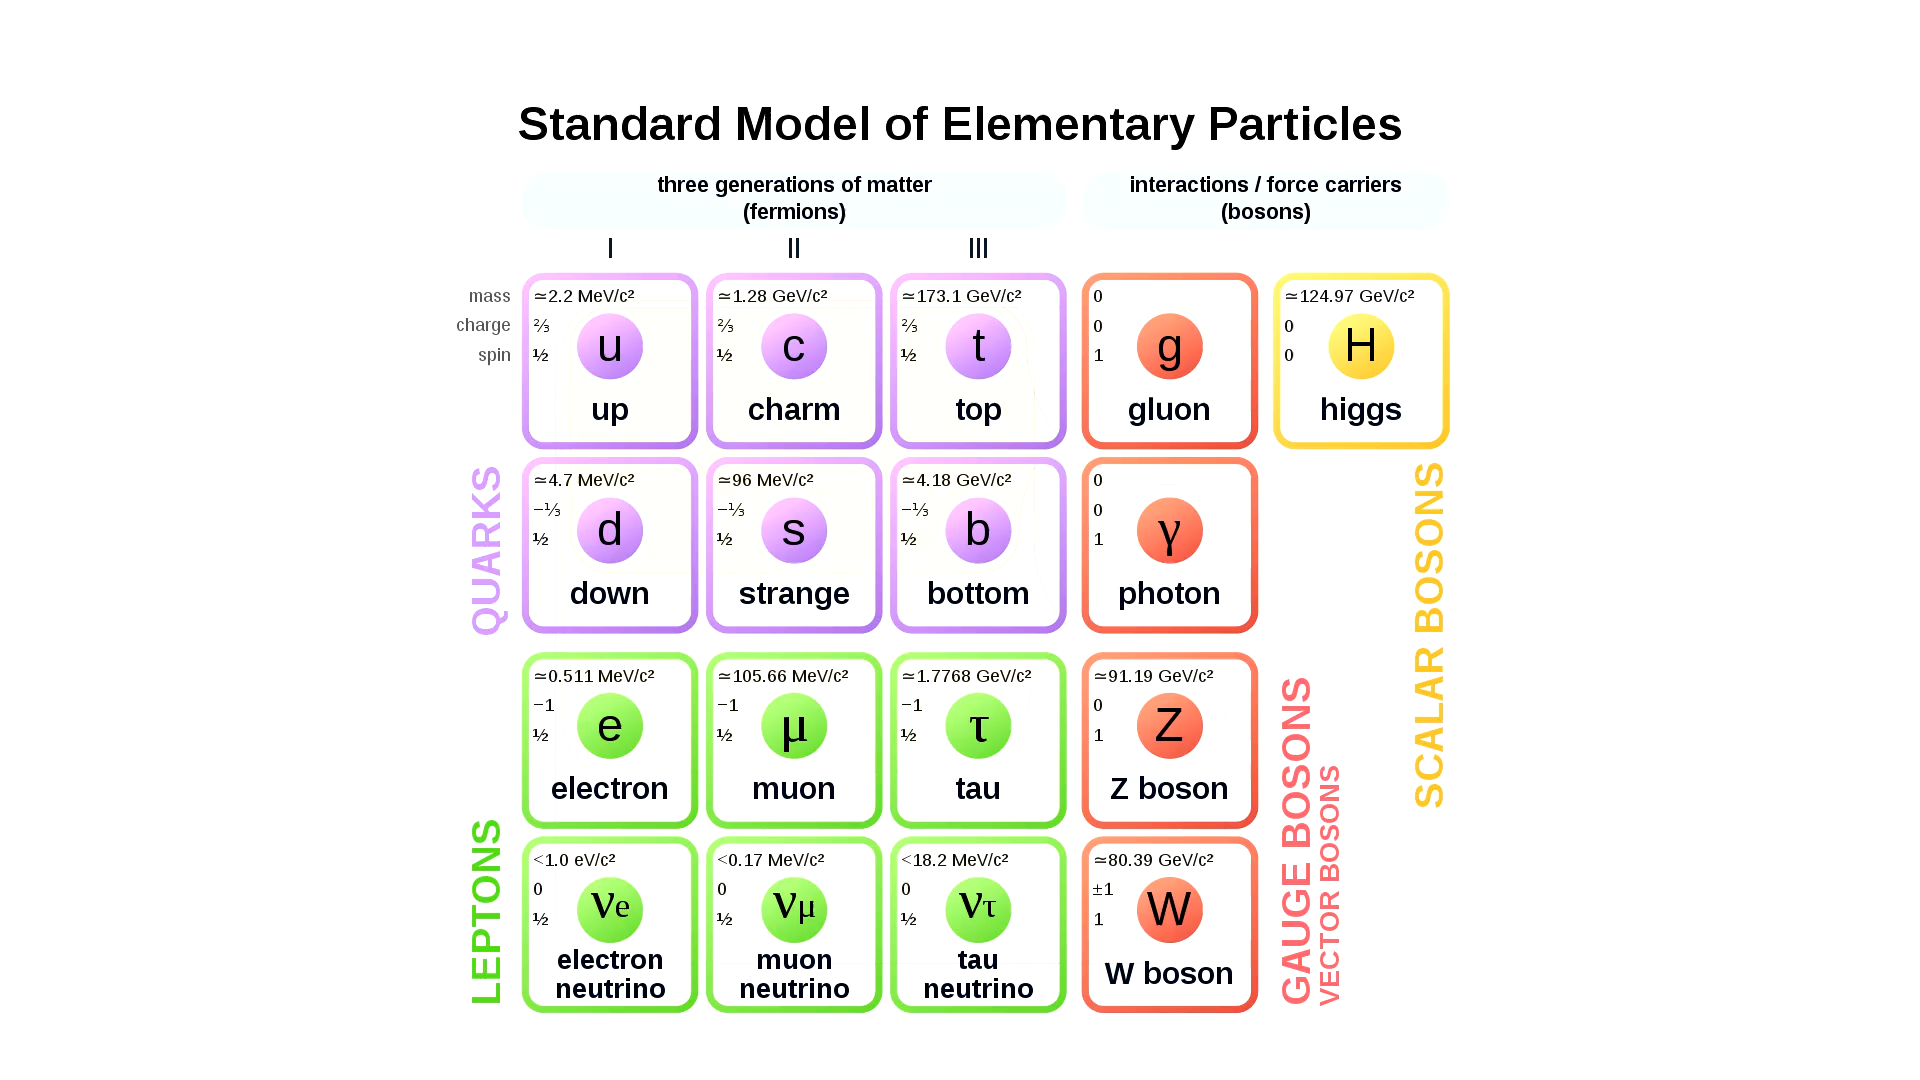 Standard Model of Elementary Particles
three generations of matter
(fermions)
interactions / force carriers
(bosons)
I
II
III
mass
charge
spin
≃2.2 MeV/c²
⅔
½
u
up
≃1.28 GeV/c²
⅔
½
c
charm
≃173.1 GeV/c²
⅔
½
t
top
0
0
1
g
gluon
≃124.97 GeV/c²
0
0
H
higgs
QUARKS
≃4.7 MeV/c²
−⅓
½
d
down
≃96 MeV/c²
−⅓
½
s
strange
≃4.18 GeV/c²
−⅓
½
b
bottom
0
0
1
γ
photon
SCALAR BOSONS
LEPTONS
≃0.511 MeV/c²
−1
½
e
electron
≃105.66 MeV/c²
−1
½
μ
muon
≃1.7768 GeV/c²
−1
½
τ
tau
≃91.19 GeV/c²
0
1
Z
Z boson
GAUGE BOSONS
VECTOR BOSONS
<1.0 eV/c²
0
½
νe
electron
neutrino
<0.17 MeV/c²
0
½
νμ
muon
neutrino
<18.2 MeV/c²
0
½
ντ
tau
neutrino
≃80.39 GeV/c²
±1
1
W
W boson